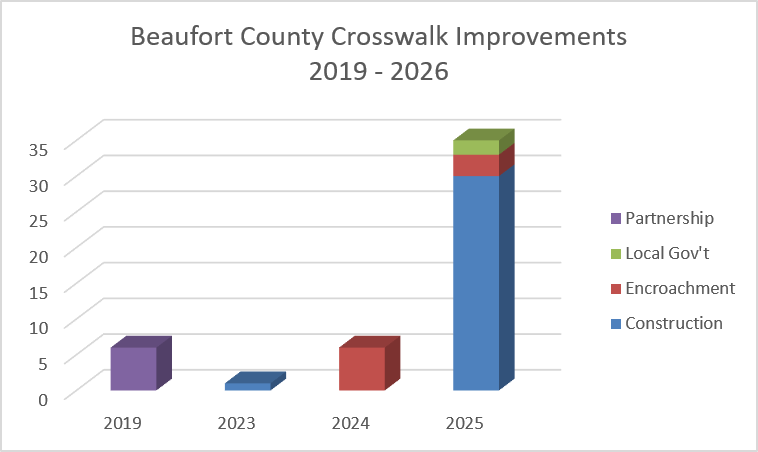 Beaufort County Crosswalk Improvements
2019 - 2026
35
30
25
20
15
10
5
0
2019 2023 2024 2025
Partnership
Local Gov't
Encroachment
Construction